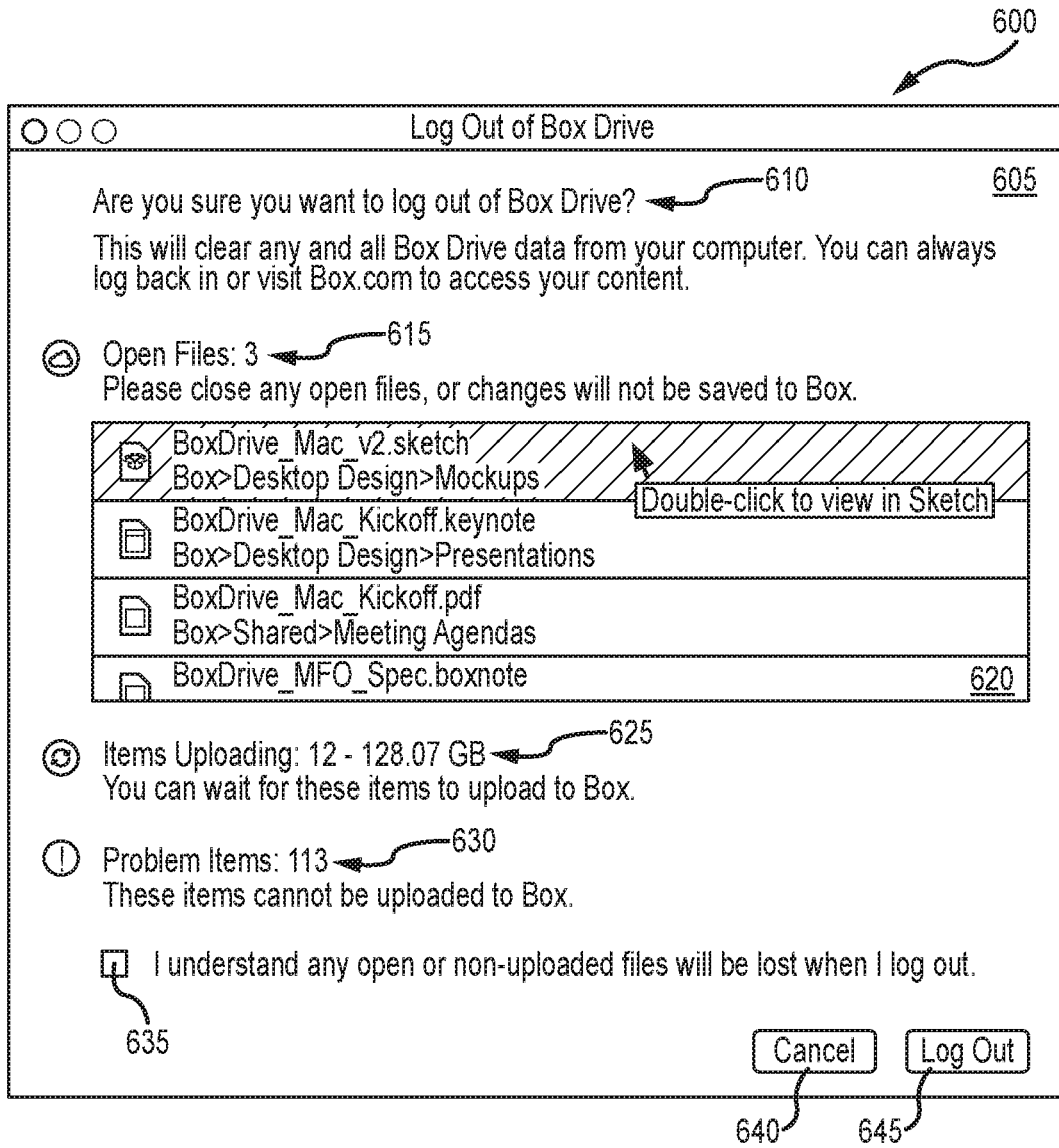 600
Log Out of Box Drive
Are you sure you want to log out of Box Drive? 610 605
This will clear any and all Box Drive data from your computer. You can always
log back in or visit Box.com to access your content.
615
Open Files: 3
Please close any open files, or changes will not be saved to Box.
BoxDrive_Mac_v2.sketch
Box>Desktop Design>Mockups
Double-click to view in Sketch
BoxDrive_Mac_Kickoff.keynote
Box>Desktop Design>Presentations
BoxDrive_Mac_Kickoff.pdf
Box>Shared>Meeting Agendas
BoxDrive_MFO_Spec.boxnote 620
Items Uploading: 12 - 128.07 GB 625
You can wait for these items to upload to Box.
Problem Items: 113 630
These items cannot be uploaded to Box.
I understand any open or non-uploaded files will be lost when I log out.
635
Cancel Log Out
640 645